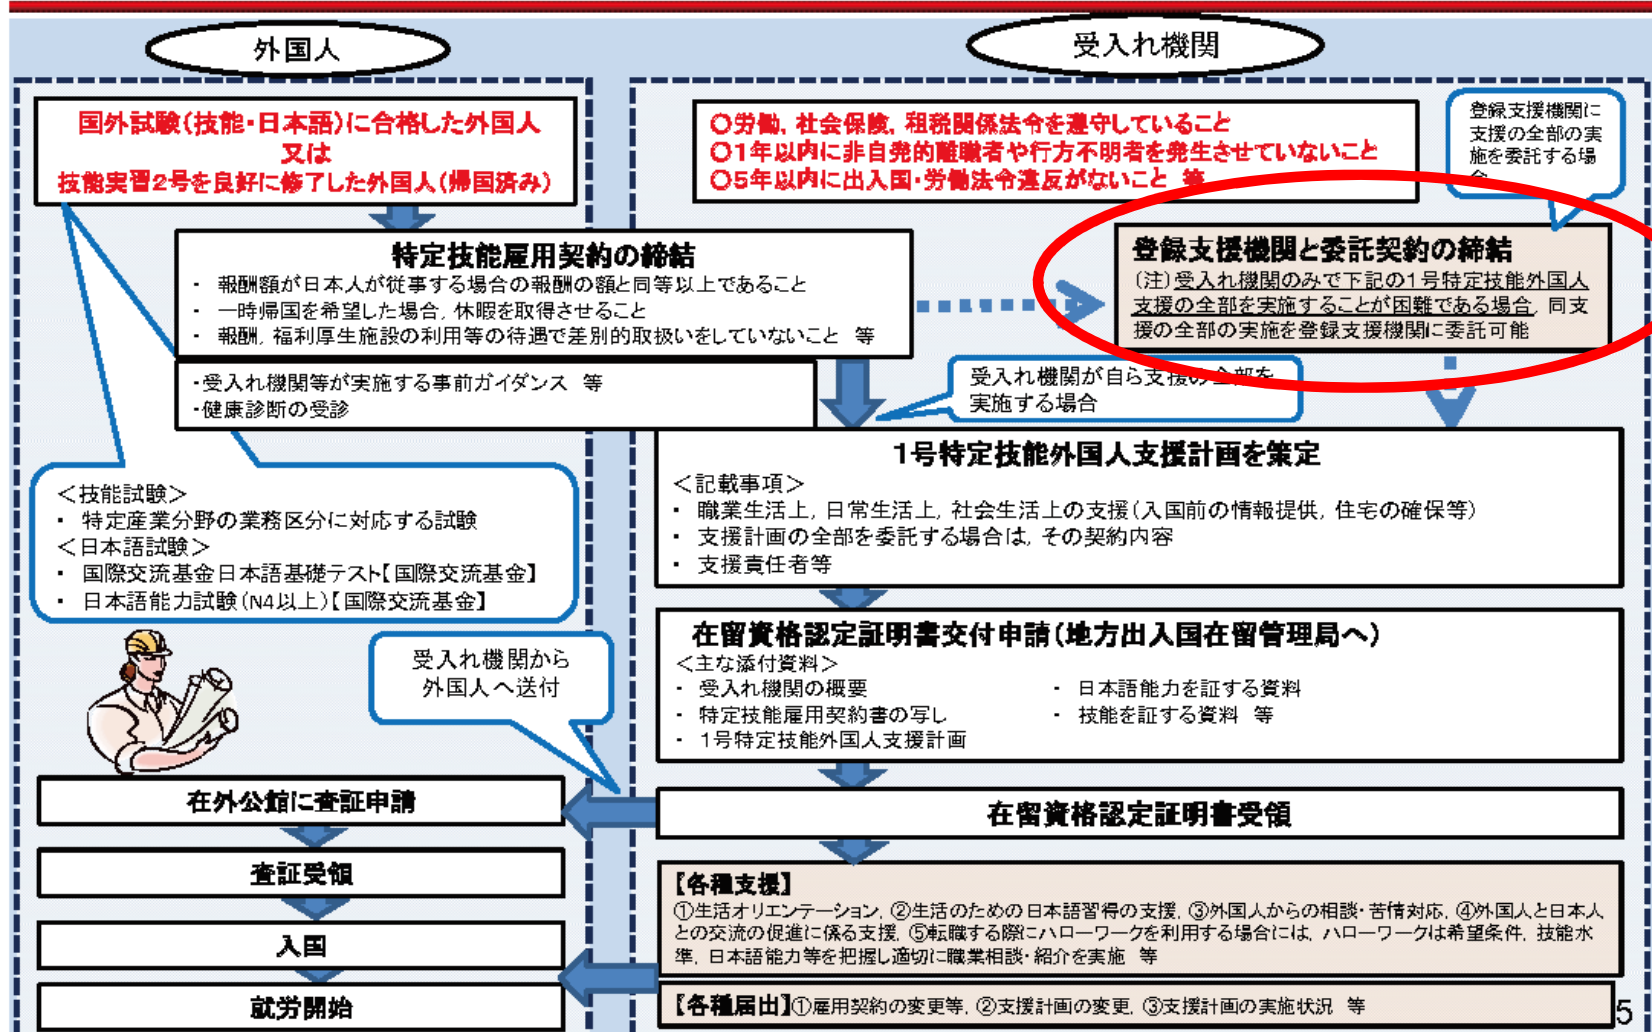 外国人
受入れ機関
国外試験(技能・日本語)に合格した外国人
又は
技能実習2号を良好に修了した外国人(帰国済み)
○労働, 社会保険, 租税関係法令を遵守していること
○1年以内に非自発的離職者や行方不明者を発生させていないこと
○5年以内に出入国・労働法令違反がないこと 等
登録支援機関に
支援の全部の実
施を委託する場
合
特定技能雇用契約の締結
・ 報酬額が日本人が従事する場合の報酬の額と同等以上であること
・ 一時帰国を希望した場合, 休暇を取得させること
・ 報酬, 福利厚生施設の利用等の待遇で差別的取扱いをしていないこと 等
登録支援機関と委託契約の締結
(注)受入れ機関のみで下記の1号特定技能外国人
支援の全部を実施することが困難である場合, 同支
援の全部の実施を登録支援機関に委託可能
・受入れ機関等が実施する事前ガイダンス 等
・健康診断の受診
受入れ機関が自ら支援の全部を
実施する場合
1号特定技能外国人支援計画を策定
<記載事項>
・ 職業生活上, 日常生活上, 社会生活上の支援(入国前の情報提供, 住宅の確保等)
・ 支援計画の全部を委託する場合は, その契約内容
・ 支援責任者等
<技能試験>
・ 特定産業分野の業務区分に対応する試験
<日本語試験>
・ 国際交流基金日本語基礎テスト【国際交流基金】
・ 日本語能力試験(N4以上)【国際交流基金】
在留資格認定証明書交付申請(地方出入国在留管理局へ)
<主な添付資料>
・ 受入れ機関の概要
・ 特定技能雇用契約書の写し
・ 1号特定技能外国人支援計画
・ 日本語能力を証する資料
・ 技能を証する資料 等
受入れ機関から
外国人へ送付
在外公館に査証申請
在留資格認定証明書受領
査証受領
【各種支援】
①生活オリエンテーション, ②生活のための日本語習得の支援, ③外国人からの相談・苦情対応, ④外国人と日本人
との交流の促進に係る支援, ⑤転職する際にハローワークを利用する場合には, ハローワークは希望条件, 技能水
準, 日本語能力等を把握し適切に職業相談・紹介を実施 等
入国
就労開始
【各種届出】①雇用契約の変更等, ②支援計画の変更, ③支援計画の実施状況 等
5